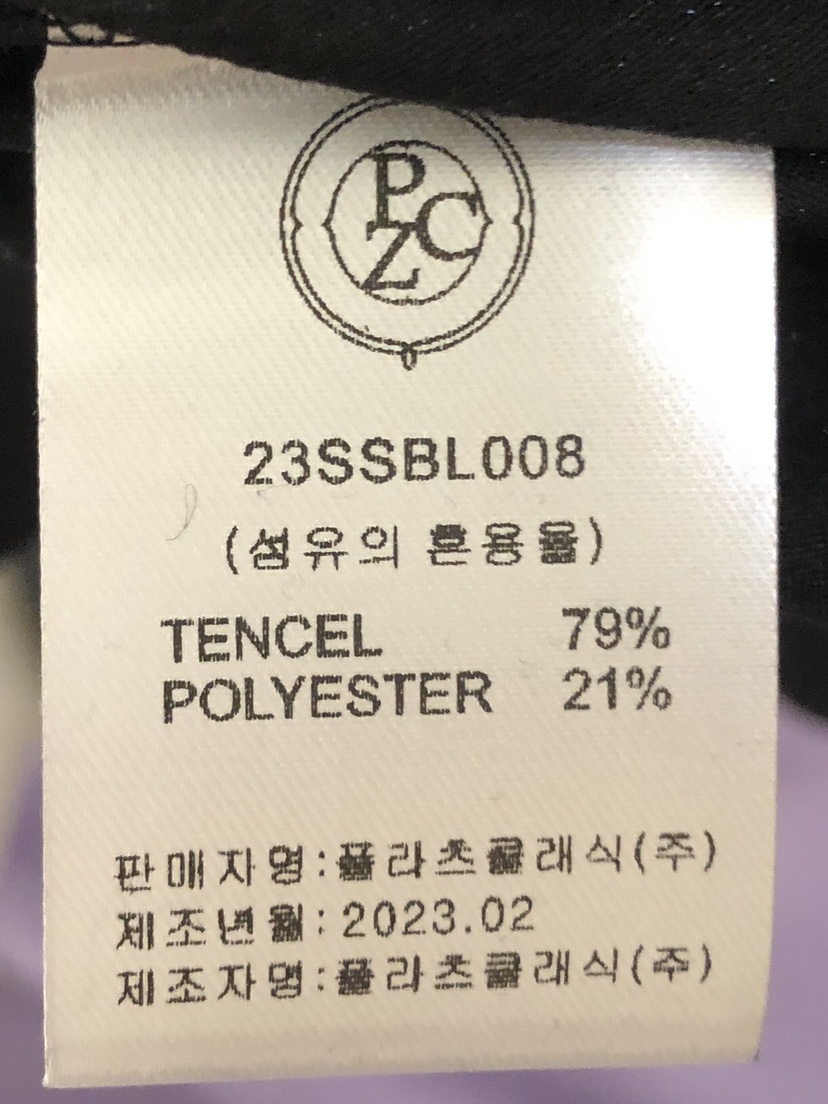 PZC
23SSBL008
(섬유의 혼용율)
TENCEL 79%
POLYESTER 21%
판매자명:플라츠클래식(주)
제조년월:2023.02
제조자명:플라츠클래식(주)